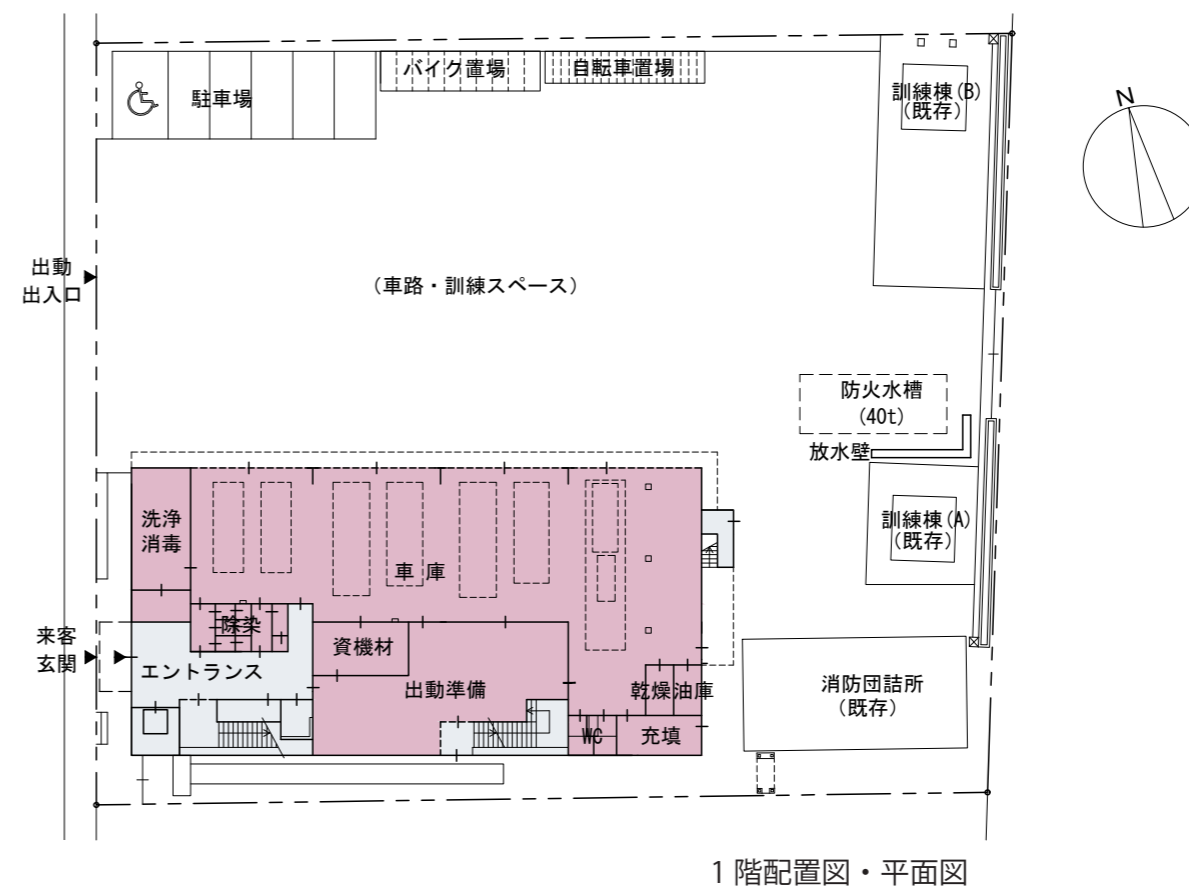 バイク置場
自転車置場
駐車場
訓練棟(B)
(既存)
N
出動
出入口
(車路・訓練スペース)
防火水槽
(40t)
放水壁
洗浄
消毒
訓練棟(A)
(既存)
車庫
除染
来客
玄関
エントランス
資機材
出動準備
乾燥
油庫
消防団詰所
(既存)
WC
充填
1階配置図・平面図